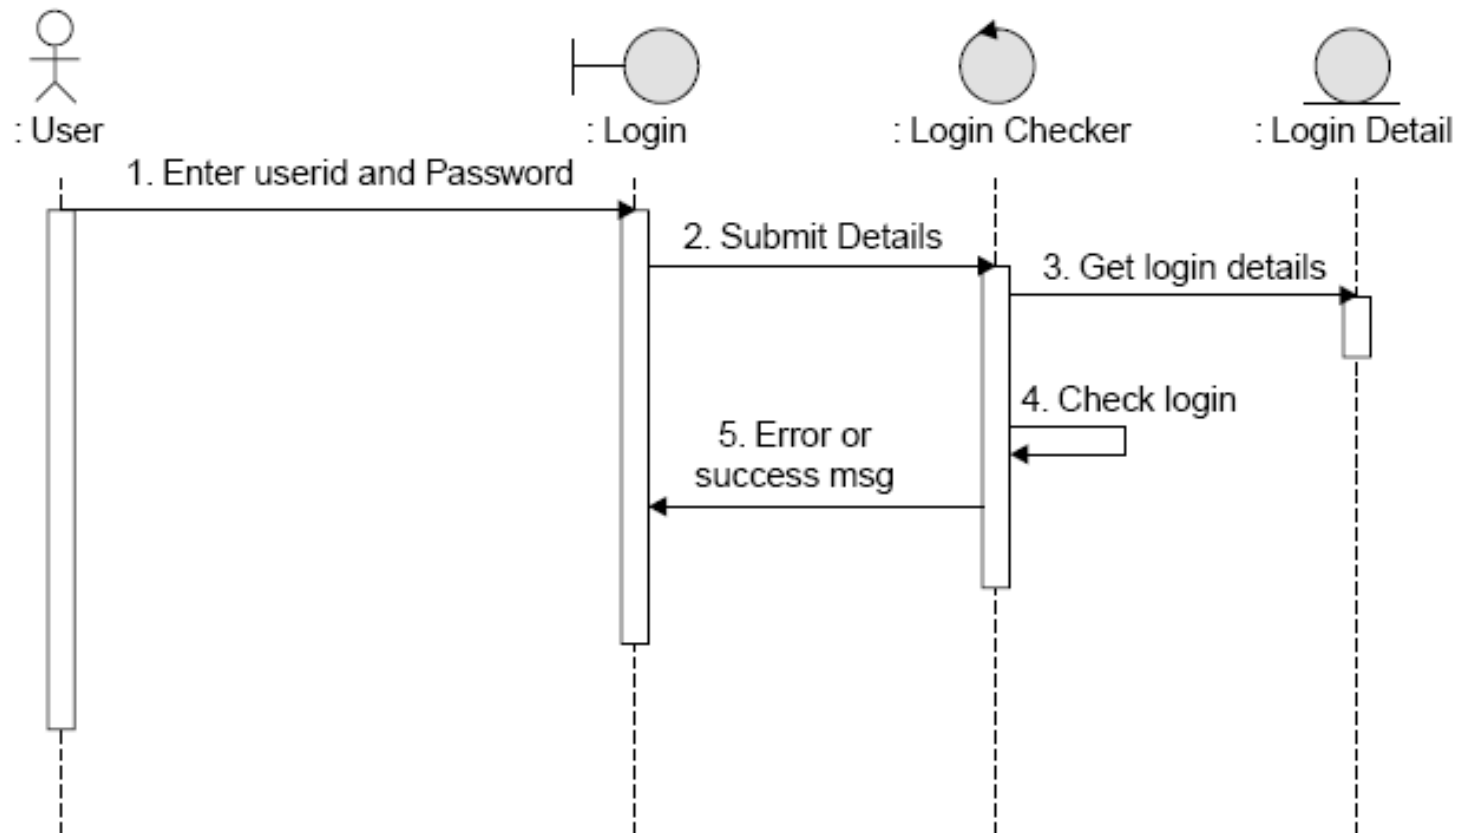 : User
: Login
: Login Checker
: Login Detail
1. Enter userid and Password
2. Submit Details
3. Get login details
4. Check login
5. Error or
success msg